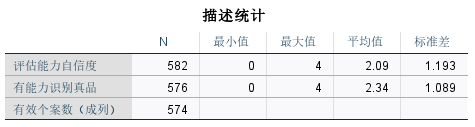 描述统计
N 最小值 最大值 平均值 标准差
评估能力自信度 582 0 4 2.09 1.193
有能力识别真品 576 0 4 2.34 1.089
有效个案数（成列） 574